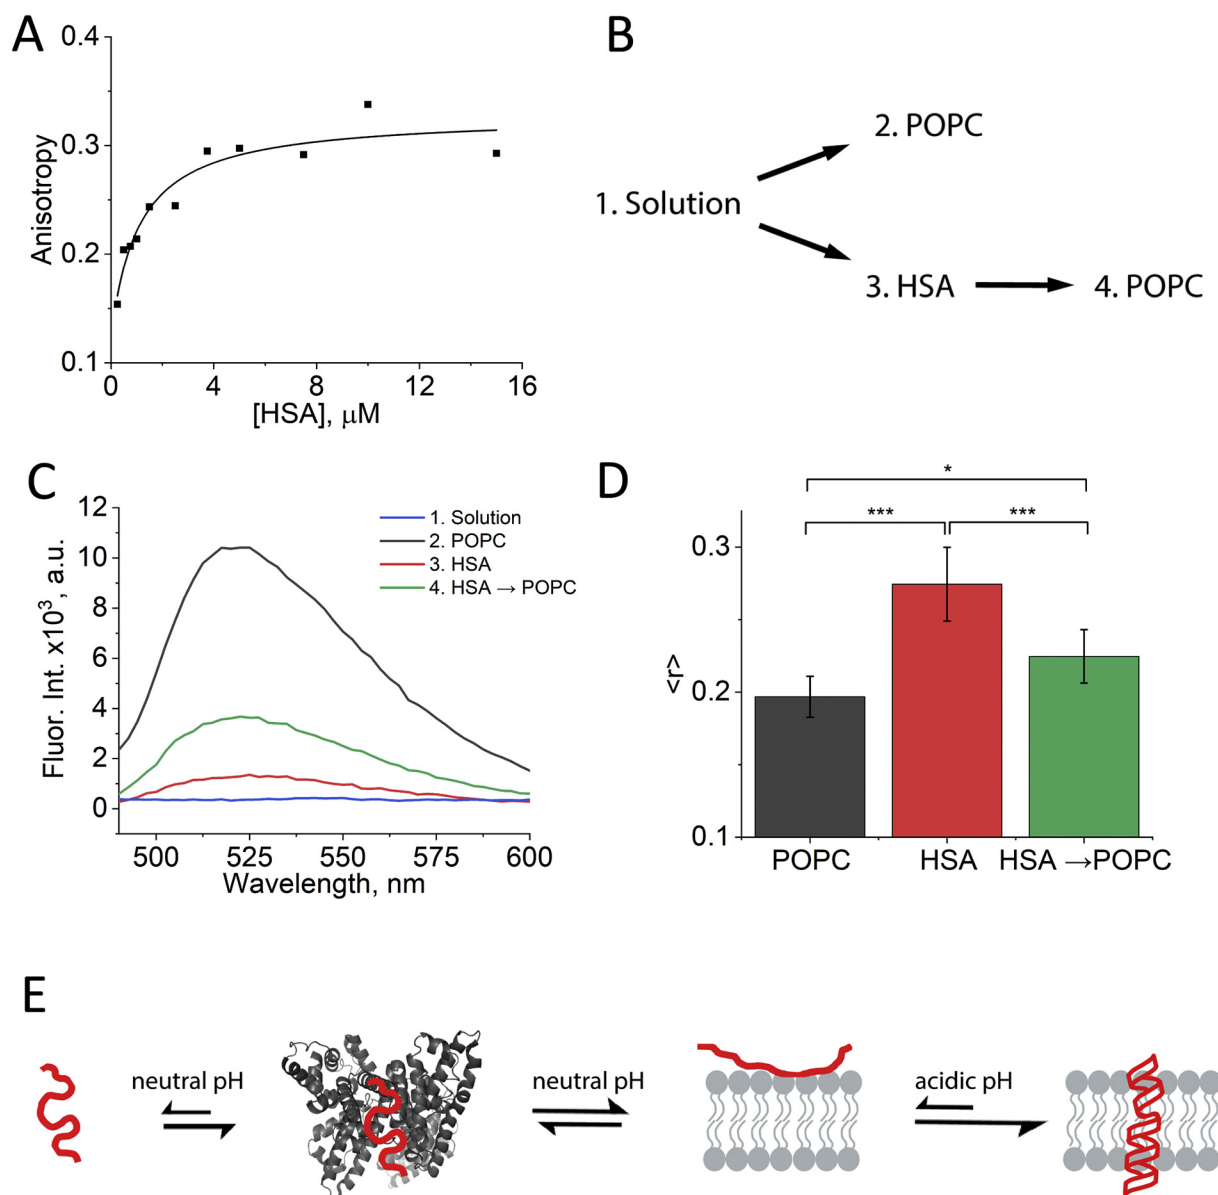 A
0.4
0.3
0.2
0.1
Anisotropy
0 4 8 12 16
[HSA], μM
B
2. POPC
1. Solution
3. HSA
4. POPC
C
12
10
8
6
4
2
0
Fluor. Int. x10³, a.u.
1. Solution
2. POPC
3. HSA
4. HSA → POPC
500 525 550 575 600
Wavelength, nm
D
*
*** ***
0.3
0.2
0.1
<r>
POPC HSA HSA →POPC
E
neutral pH
neutral pH
acidic pH